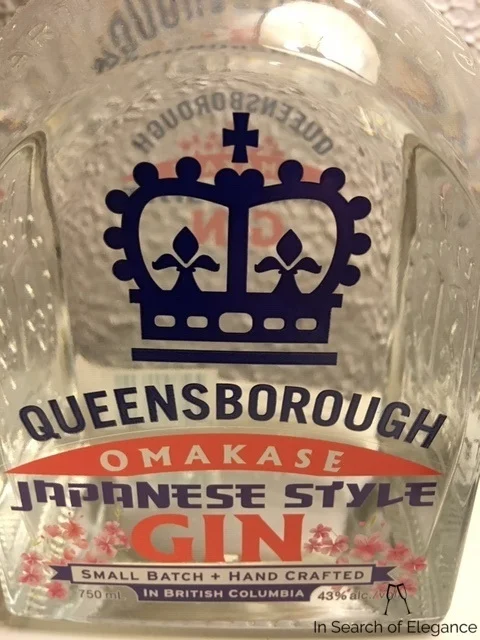 QUEENSBOROUGH
OMAKASE
JAPANESE STYLE
GIN
SMALL BATCH + HAND CRAFTED
750 ml IN BRITISH COLUMBIA 43% alc./vol.
In Search of Elegance